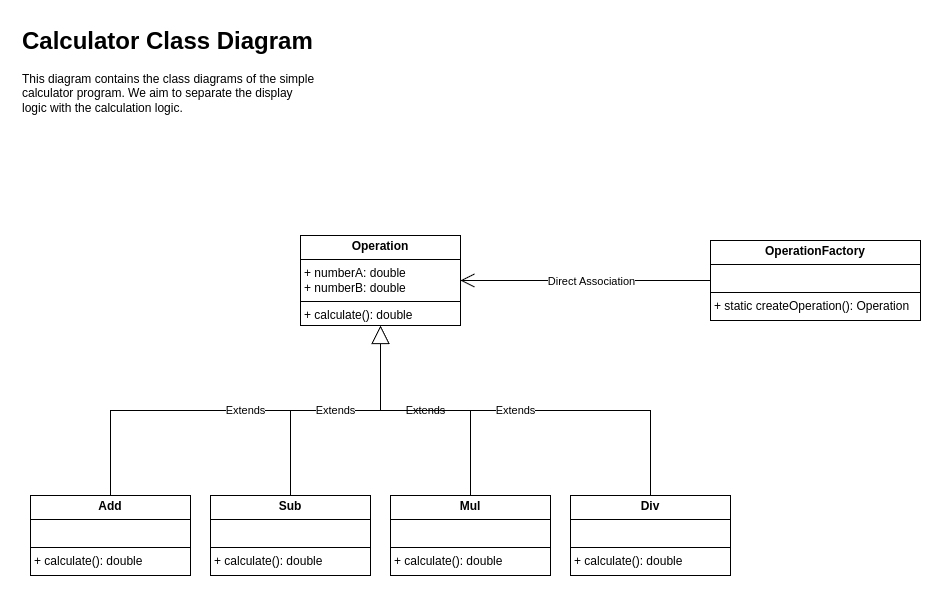 Calculator Class Diagram
This diagram contains the class diagrams of the simple
calculator program. We aim to separate the display
logic with the calculation logic.
Operation
+ numberA: double
+ numberB: double
+ calculate(): double
Direct Association
OperationFactory
+ static createOperation(): Operation
Extends
Extends
Extends
Extends
Add
+ calculate(): double
Sub
+ calculate(): double
Mul
+ calculate(): double
Div
+ calculate(): double